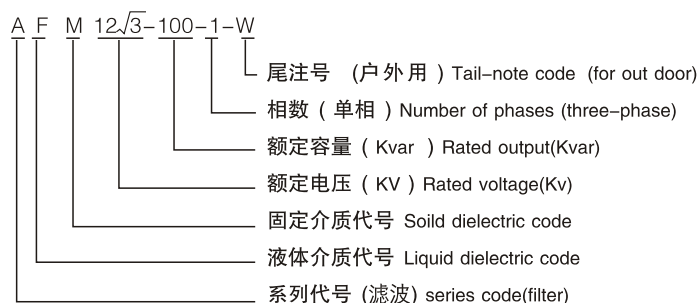 A F M 12√3-100-1-W
尾注号 (户外用) Tail-note code (for out door)
相数(单相) Number of phases (three-phase)
额定容量(Kvar) Rated output(Kvar)
额定电压(KV) Rated voltage(Kv)
固定介质代号 Soild dielectric code
液体介质代号 Liquid dielectric code
系列代号(滤波) series code(filter)